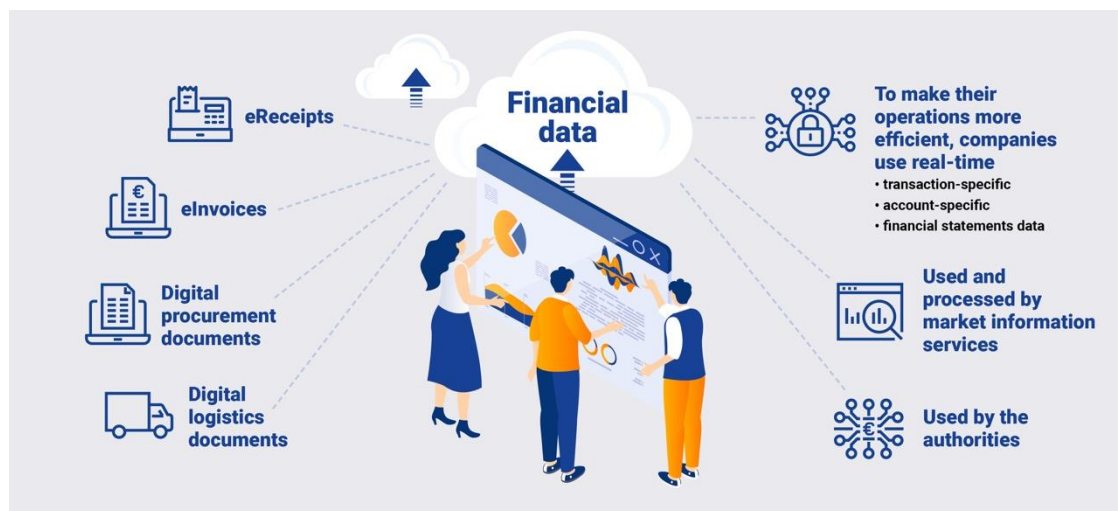 Financial
data
eReceipts
eInvoices
Digital
procurement
documents
Digital
logistics
documents
To make their
operations more
efficient, companies
use real-time
• transaction-specific
• account-specific
• financial statements data
Used and
processed by
market information
services
Used by the
authorities